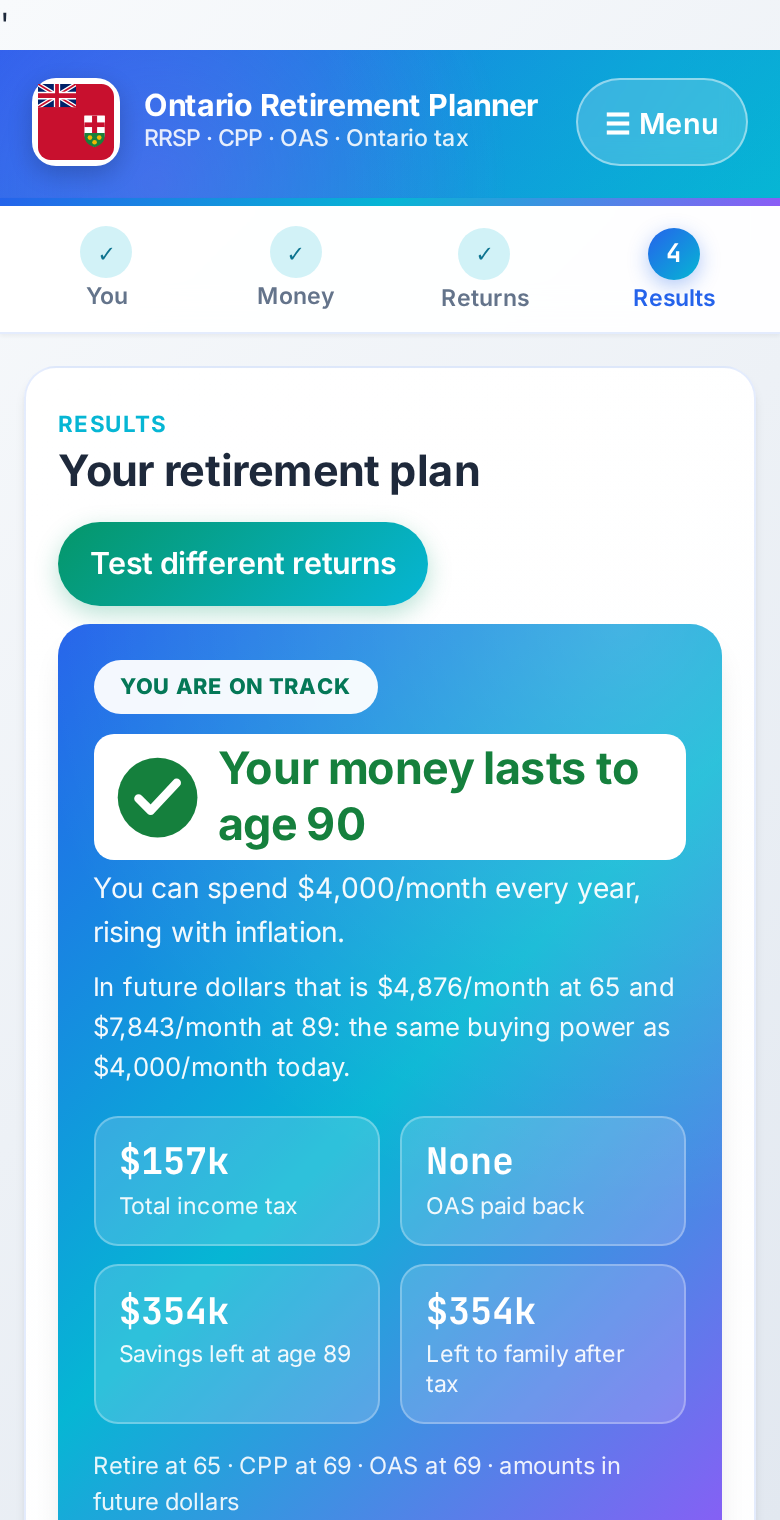 '
Ontario Retirement Planner
RRSP · CPP · OAS · Ontario tax
☰ Menu
✓
You
✓
Money
✓
Returns
4
Results
RESULTS
Your retirement plan
Test different returns
YOU ARE ON TRACK
Your money lasts to
age 90
You can spend $4,000/month every year,
rising with inflation.
In future dollars that is $4,876/month at 65 and
$7,843/month at 89: the same buying power as
$4,000/month today.
$157k
Total income tax
None
OAS paid back
$354k
Savings left at age 89
$354k
Left to family after
tax
Retire at 65 · CPP at 69 · OAS at 69 · amounts in
future dollars